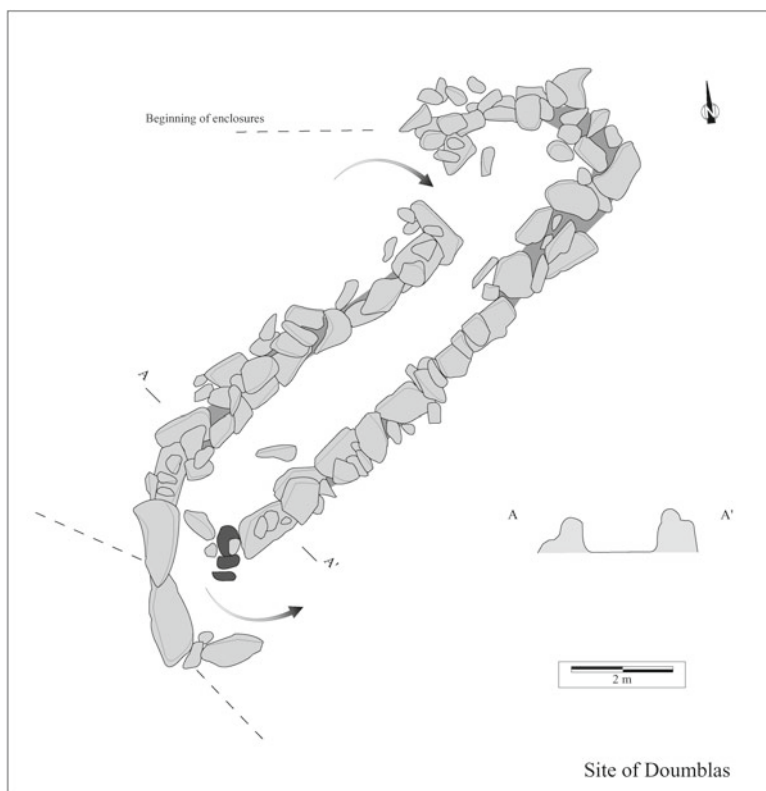 Beginning of enclosures
N
A
A'
A
A'
2 m
Site of Doumblas